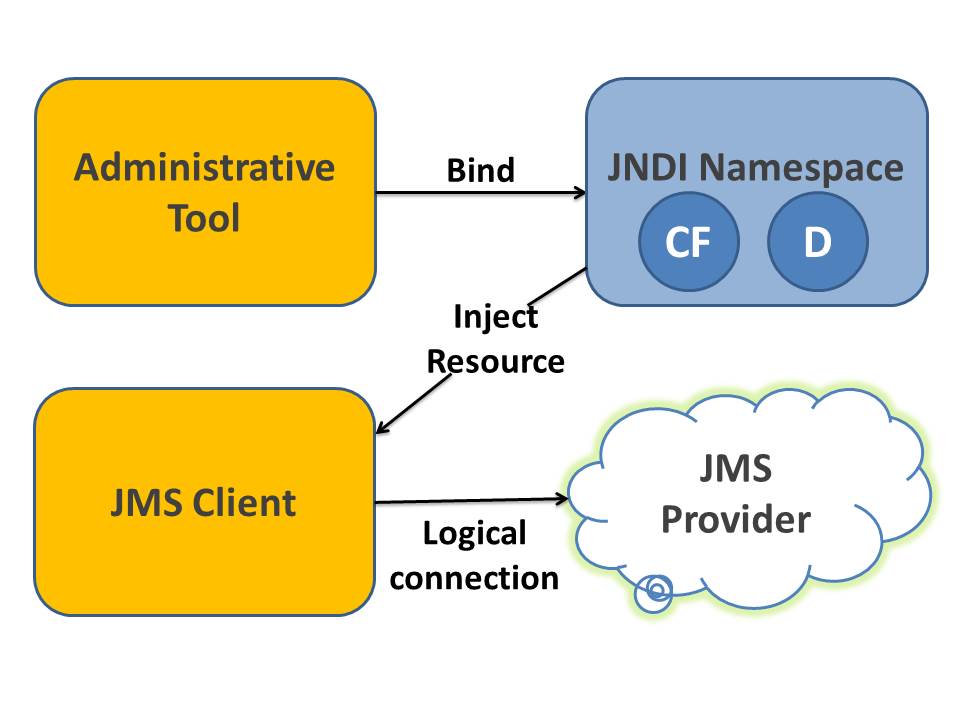 Administrative
Tool
Bind
JNDI Namespace
CF
D
Inject
Resource
JMS Client
Logical
connection
JMS
Provider